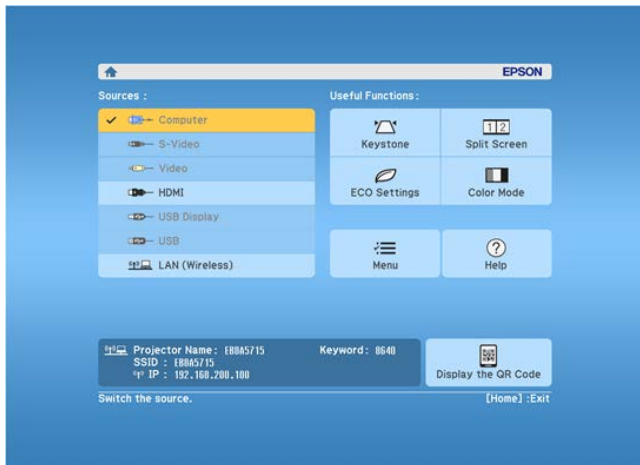 EPSON
Sources :
Computer
S-Video
Video
HDMI
USB Display
USB
LAN (Wireless)
Useful Functions:
Keystone
1 2
Split Screen
ECO Settings
Color Mode
Menu
?
Help
Projector Name: EB0A5715
SSID : EB0A5715
IP : 192.168.200.100
Keyword: 8640
Display the QR Code
Switch the source.
[Home] :Exit